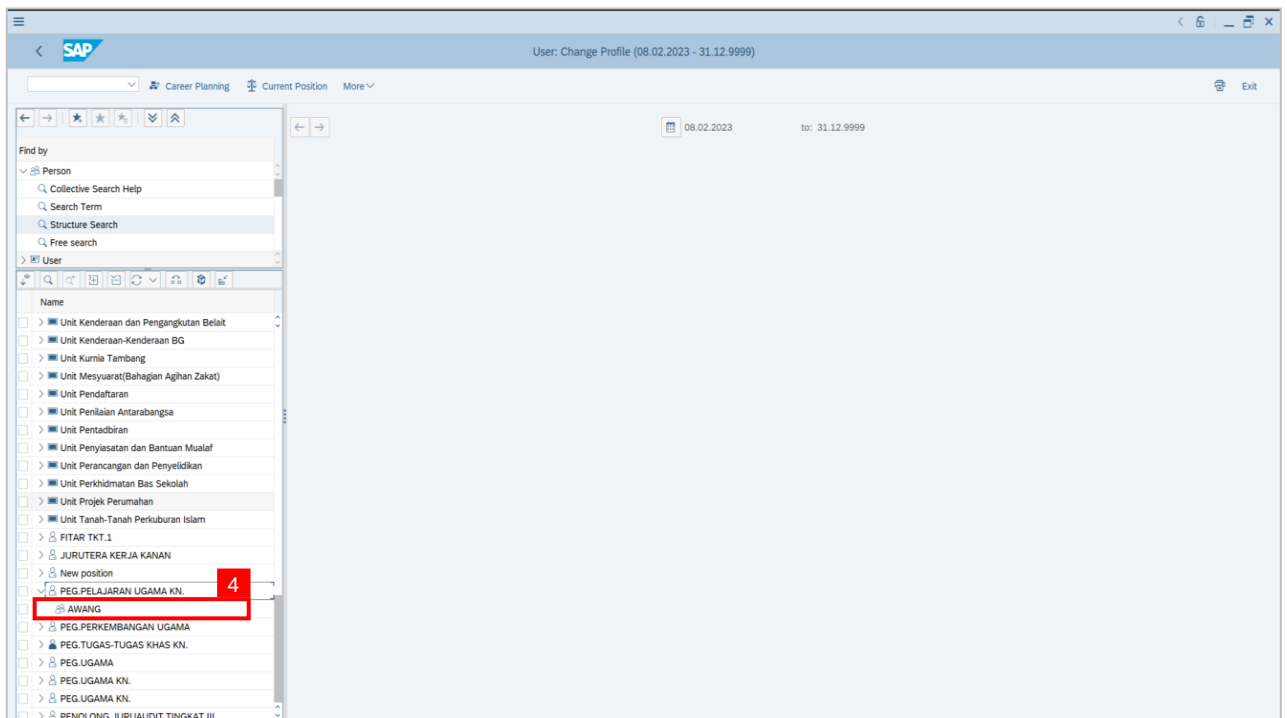 SAP
User: Change Profile (08.02.2023 - 31.12.9999)
Career Planning Current Position More Exit
08.02.2023 to: 31.12.9999
Find by
Person
Collective Search Help
Search Term
Structure Search
Free search
User
Name
Unit Kenderaan dan Pengangkutan Belait
Unit Kenderaan-Kenderaan BG
Unit Kurnia Tambang
Unit Mesyuarat(Bahagian Agihan Zakat)
Unit Pendaftaran
Unit Penilaian Antarabangsa
Unit Pentadbiran
Unit Penyiasatan dan Bantuan Mualaf
Unit Perancangan dan Penyelidikan
Unit Perkhidmatan Bas Sekolah
Unit Projek Perumahan
Unit Tanah-Tanah Perkuburan Islam
FITAR TKT.1
JURUTERA KERJA KANAN
New position
PEG.PELAJARAN UGAMA KN. 4
AWANG
PEG.PERKEMBANGAN UGAMA
PEG.TUGAS-TUGAS KHAS KN.
PEG.UGAMA
PEG.UGAMA KN.
PEG.UGAMA KN.
PENOLONG JURUAUDIT TINGKAT III